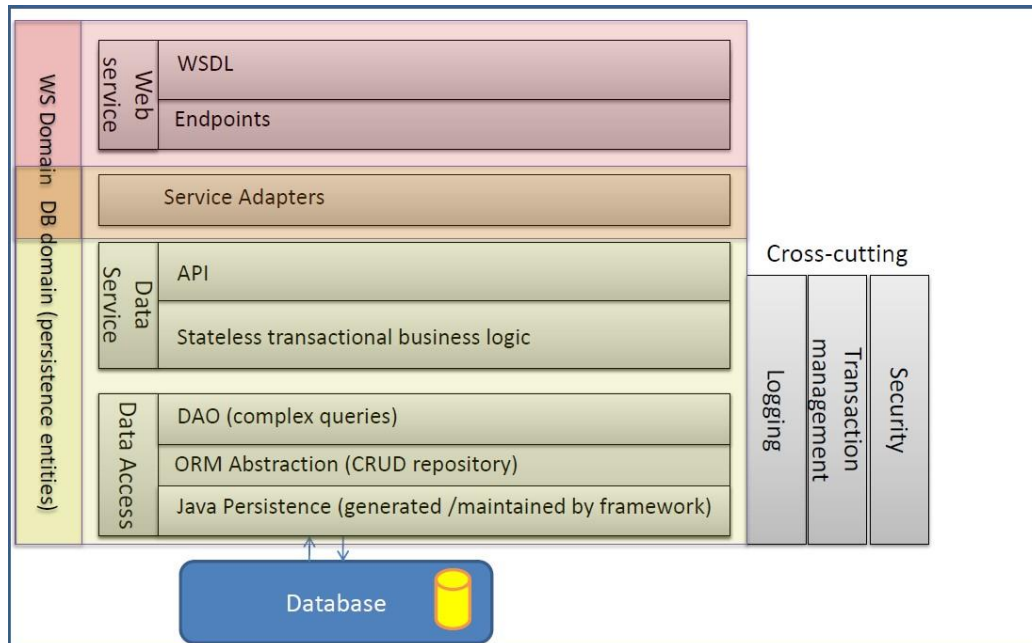 WS Domain
DB domain (persistence entities)
Web
service
WSDL
Endpoints
Service Adapters
Data
Service
API
Stateless transactional business logic
Data Access
DAO (complex queries)
ORM Abstraction (CRUD repository)
Java Persistence (generated /maintained by framework)
Cross-cutting
Logging
Transaction
management
Security
Database